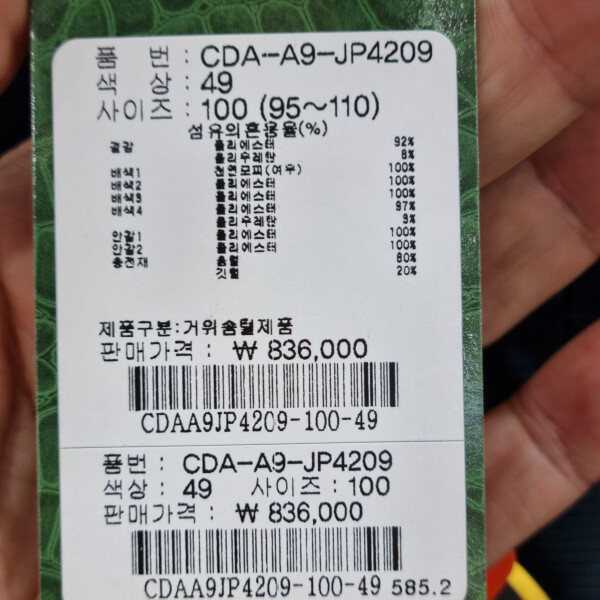 품 번 : CDA-A9-JP4209
색 상 : 49
사이즈 : 100 (95~110)
섬유의혼용율(%)
겉감 폴리에스터 92%
폴리우레탄 8%
배색1 천연모피(여우) 100%
배색2 폴리에스터 100%
배색3 폴리에스터 100%
배색4 폴리에스터 97%
폴리우레탄 3%
안감1 폴리에스터 100%
안감2 폴리에스터 100%
충전재 솜털 80%
깃털 20%
제품구분:거위솜털제품
판매가격 : ₩ 836,000
CDAA9JP4209-100-49
품번 : CDA-A9-JP4209
색상 : 49 사이즈 : 100
판매가격 : ₩ 836,000
CDAA9JP4209-100-49 585.2